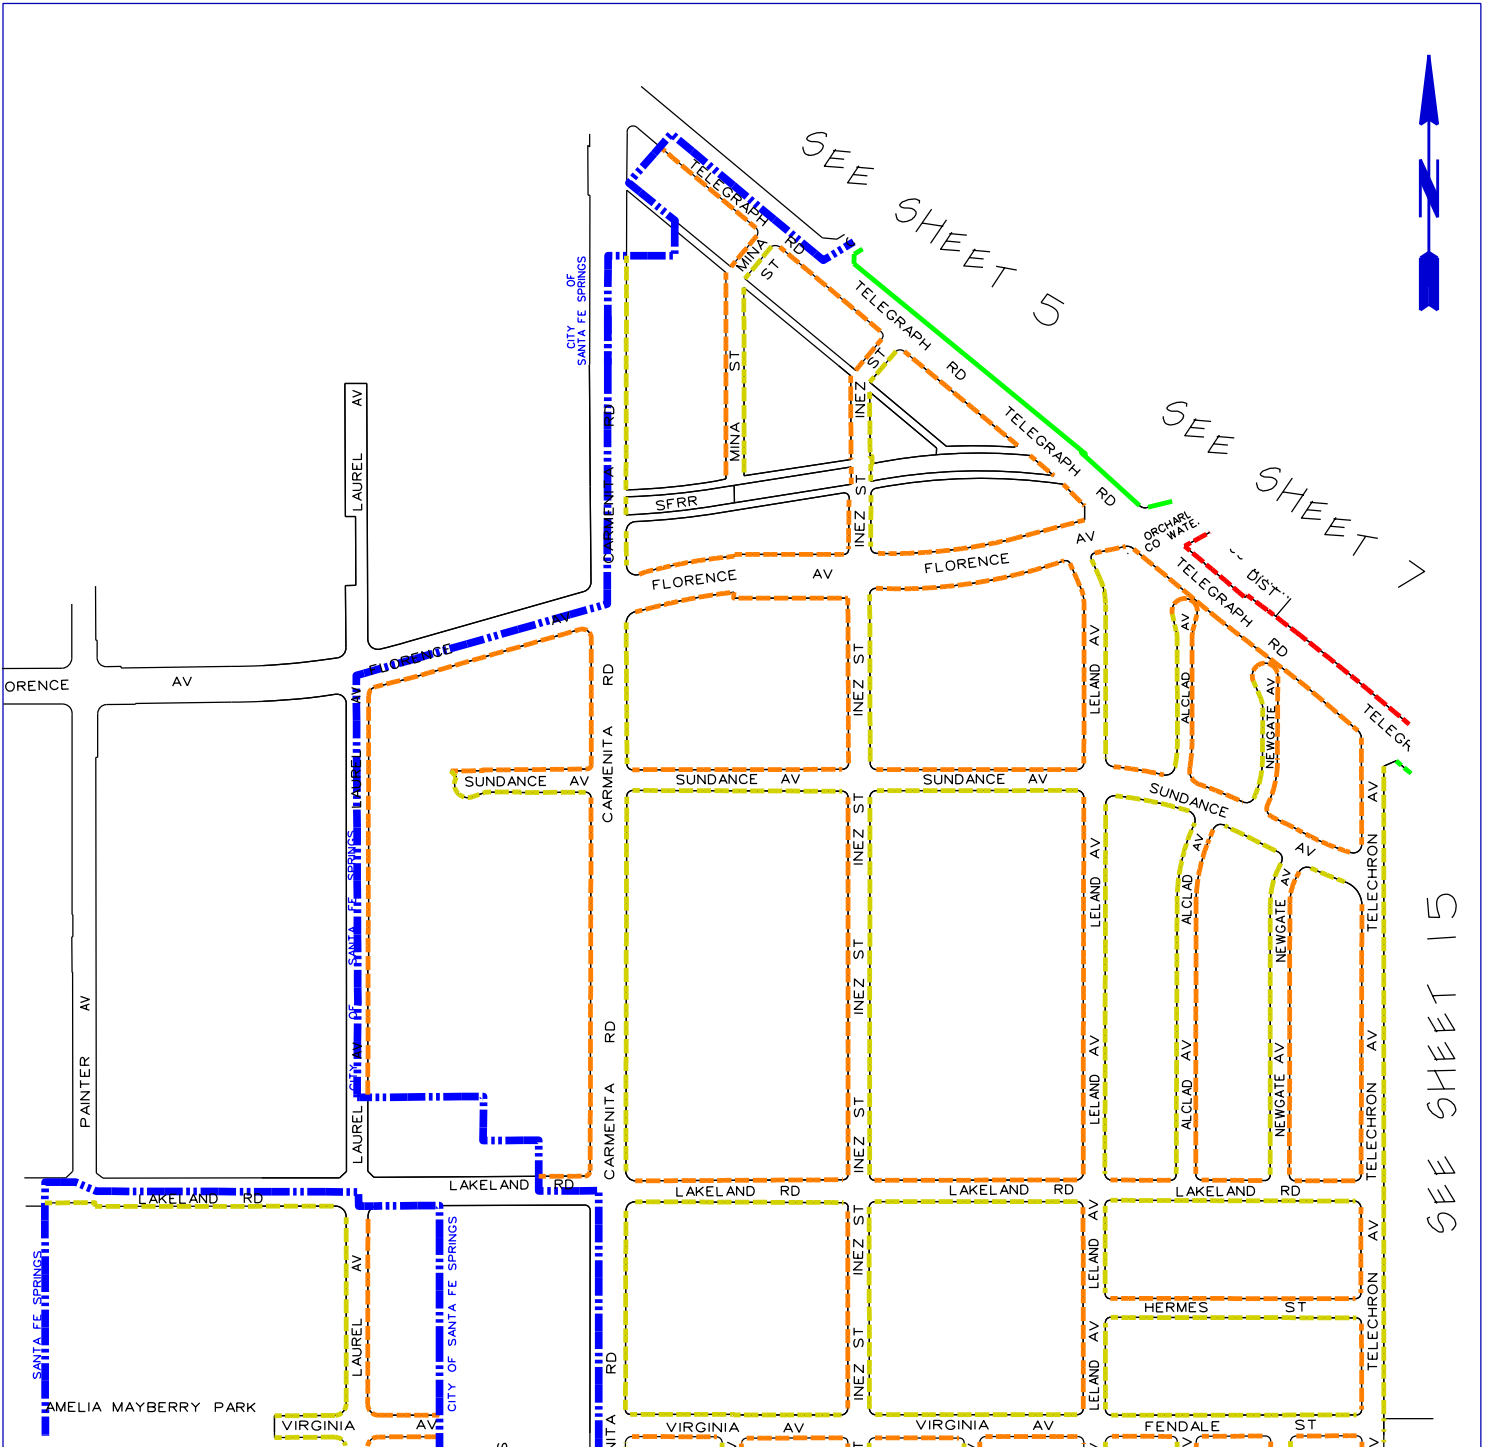 N
SEE SHEET 5
TELEGRAPH RD
MINA ST
CITY OF
SANTA FE SPRINGS
TELEGRAPH RD
ST
INEZ
MINA ST
LAUREL AV
CARMENITA RD
TELEGRAPH RD
SEE SHEET 7
SFRR
INEZ ST
ORCHARD
CO WATE
DIST
FLORENCE AV
FLORENCE AV
TELEGRAPH RD
FLORENCE AV
ORENCE AV
LAUREL AV
CARMENITA RD
INEZ ST
LELAND AV
ALCLAD AV
NEWGATE AV
TELEGR
SUNDANCE AV
SUNDANCE AV
SUNDANCE AV
SUNDANCE AV
CITY OF SANTA FE SPRINGS
INEZ ST
LELAND AV
ALCLAD AV
NEWGATE AV
TELECHRON AV
SEE SHEET 15
PAINTER AV
LAUREL AV
CARMENITA RD
INEZ ST
INEZ ST
LELAND AV
ALCLAD AV
NEWGATE AV
TELECHRON AV
LAKELAND RD
LAKELAND RD
LAKELAND RD
LAKELAND RD
LAKELAND RD
SANTA FE SPRINGS
LAUREL AV
CITY OF SANTA FE SPRINGS
NITA RD
INEZ ST
LELAND AV
TELECHRON AV
HERMES ST
INEZ ST
LELAND AV
AMELIA MAYBERRY PARK
VIRGINIA AV
VIRGINIA AV
VIRGINIA AV
FENDALE ST